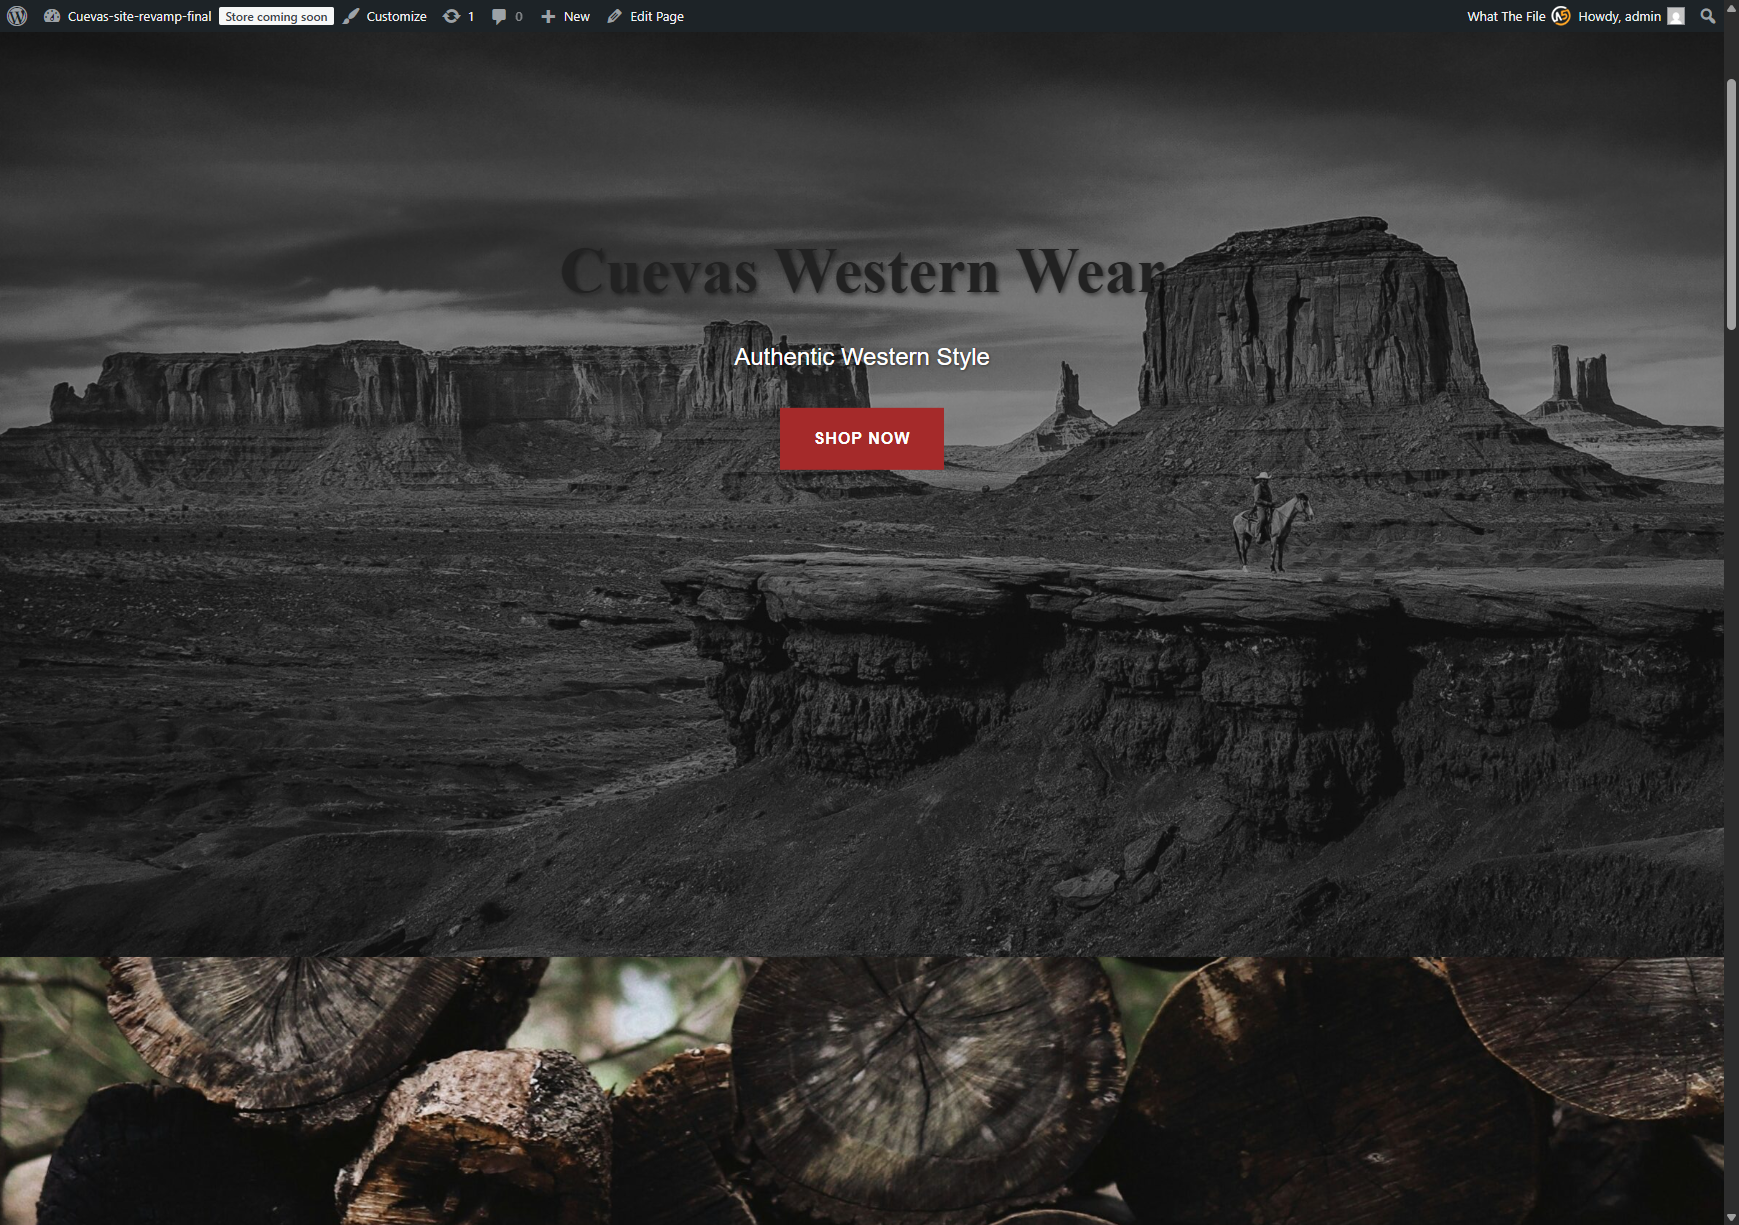 Cuevas-site-revamp-final Store coming soon Customize 1 0 New Edit Page What The File Howdy, admin
Cuevas Western Wear
Authentic Western Style
SHOP NOW